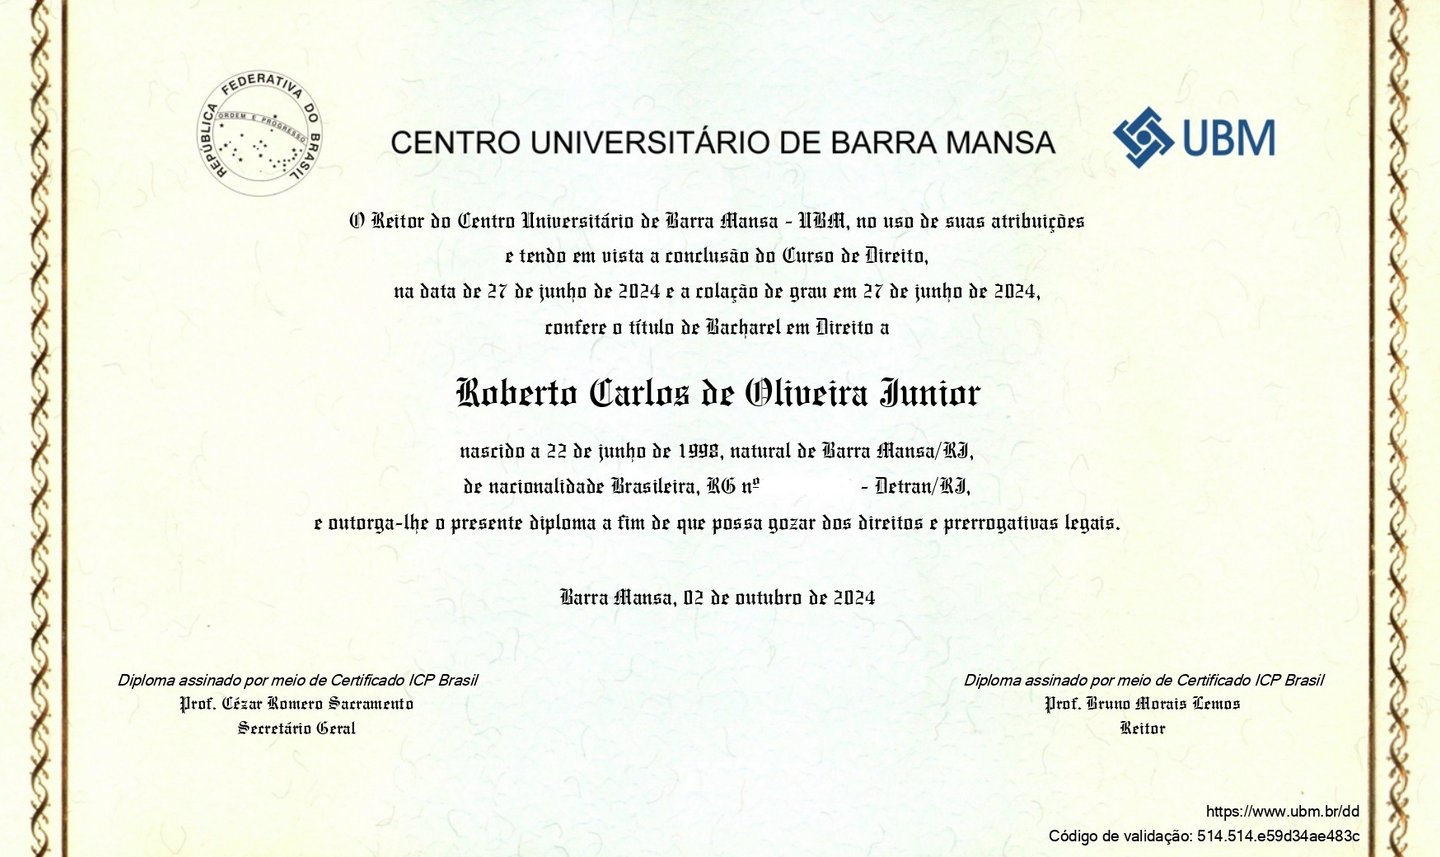 REPÚBLICA FEDERATIVA DO BRASIL
ORDEM E PROGRESSO
CENTRO UNIVERSITÁRIO DE BARRA MANSA
UBM
O Reitor do Centro Universitário de Barra Mansa - UBM, no uso de suas atribuições
e tendo em vista a conclusão do Curso de Direito,
na data de 27 de junho de 2024 e a colação de grau em 27 de junho de 2024,
confere o título de Bacharel em Direito a
Roberto Carlos de Oliveira Junior
nascido a 22 de junho de 1998, natural de Barra Mansa/RJ,
de nacionalidade Brasileira, RG nº - Detran/RJ,
e outorga-lhe o presente diploma a fim de que possa gozar dos direitos e prerrogativas legais.
Barra Mansa, 02 de outubro de 2024
Diploma assinado por meio de Certificado ICP Brasil
Prof. Cézar Romero Sacramento
Secretário Geral
Diploma assinado por meio de Certificado ICP Brasil
Prof. Bruno Morais Lemos
Reitor
https://www.ubm.br/dd
Código de validação: 514.514.e59d34ae483c